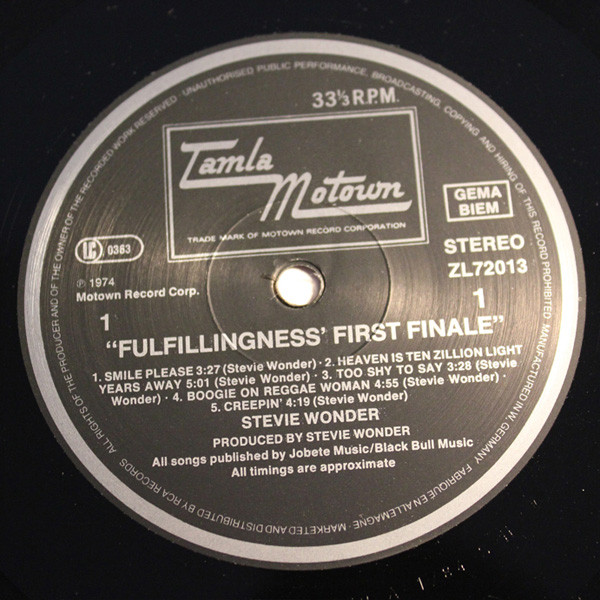 ALL RIGHTS OF THE PRODUCER AND OF THE OWNER OF THE RECORDED WORK RESERVED · UNAUTHORISED PUBLIC PERFORMANCE, BROADCASTING, COPYING AND HIRING OF THIS RECORD PROHIBITED · MANUFACTURED IN W. GERMANY FABRIQUE EN ALLEMAGNE · MARKETED AND DISTRIBUTED BY RCA RECORDS
33⅓ R.P.M.
Tamla
Motown
TRADE MARK OF MOTOWN RECORD CORPORATION
GEMA
BIEM
LC 0363
STEREO
ZL72013
℗ 1974
Motown Record Corp.
1
1
“FULFILLINGNESS’ FIRST FINALE”
1. SMILE PLEASE 3:27 (Stevie Wonder) · 2. HEAVEN IS TEN ZILLION LIGHT
YEARS AWAY 5:01 (Stevie Wonder) · 3. TOO SHY TO SAY 3:28 (Stevie
Wonder) · 4. BOOGIE ON REGGAE WOMAN 4:55 (Stevie Wonder) ·
5. CREEPIN’ 4:19 (Stevie Wonder)
STEVIE WONDER
PRODUCED BY STEVIE WONDER
All songs published by Jobete Music/Black Bull Music
All timings are approximate